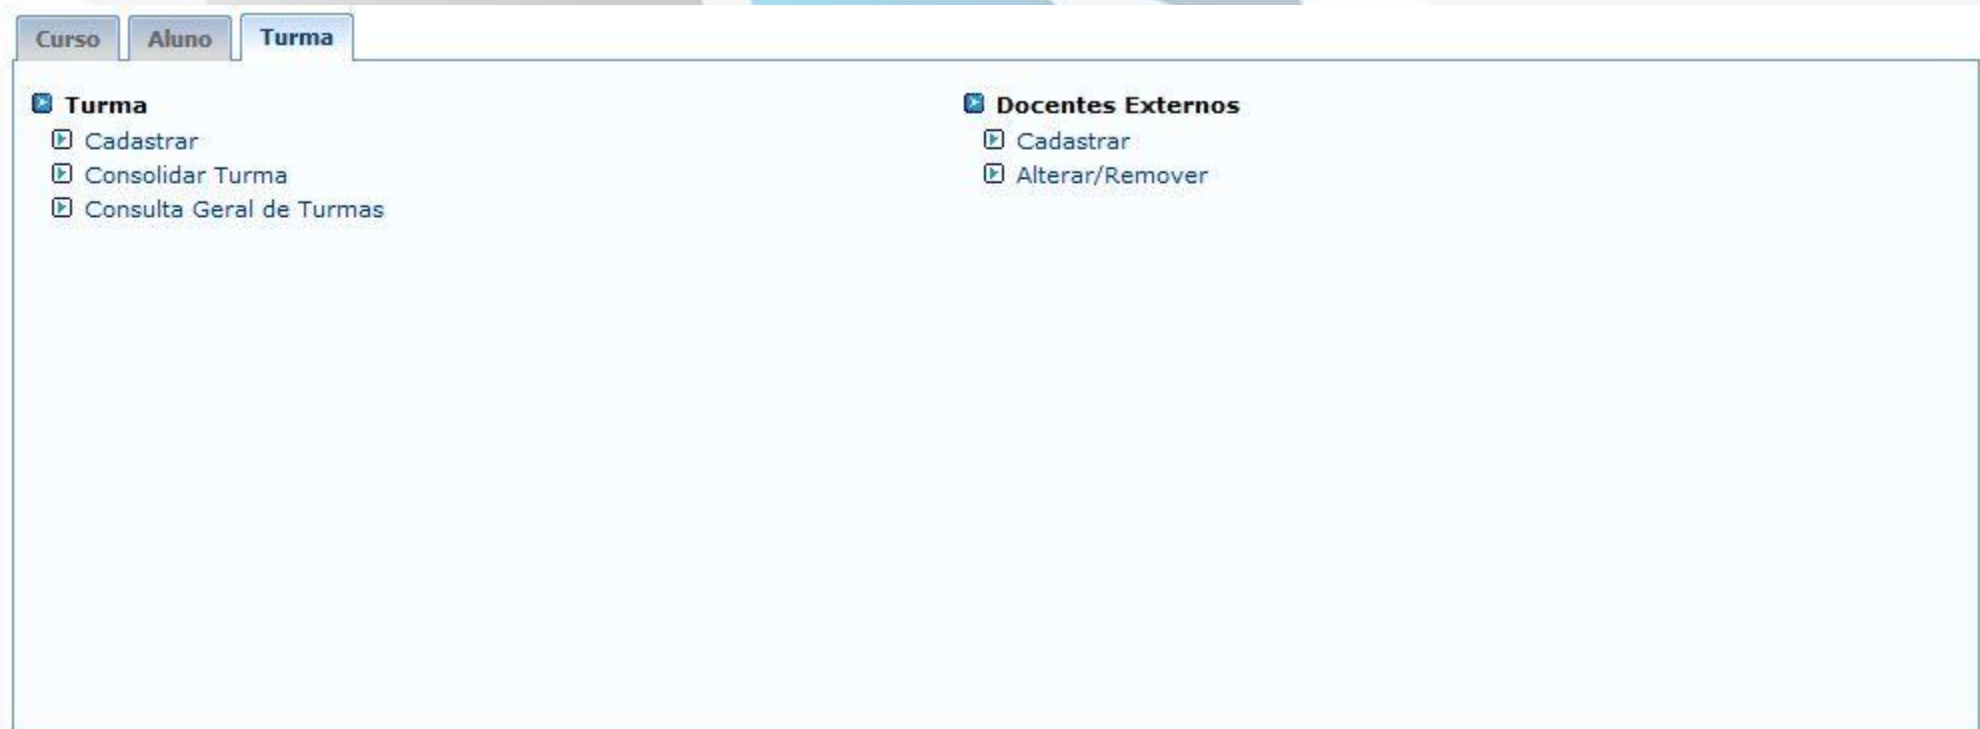 Curso Aluno Turma
Turma
Cadastrar
Consolidar Turma
Consulta Geral de Turmas
Docentes Externos
Cadastrar
Alterar/Remover